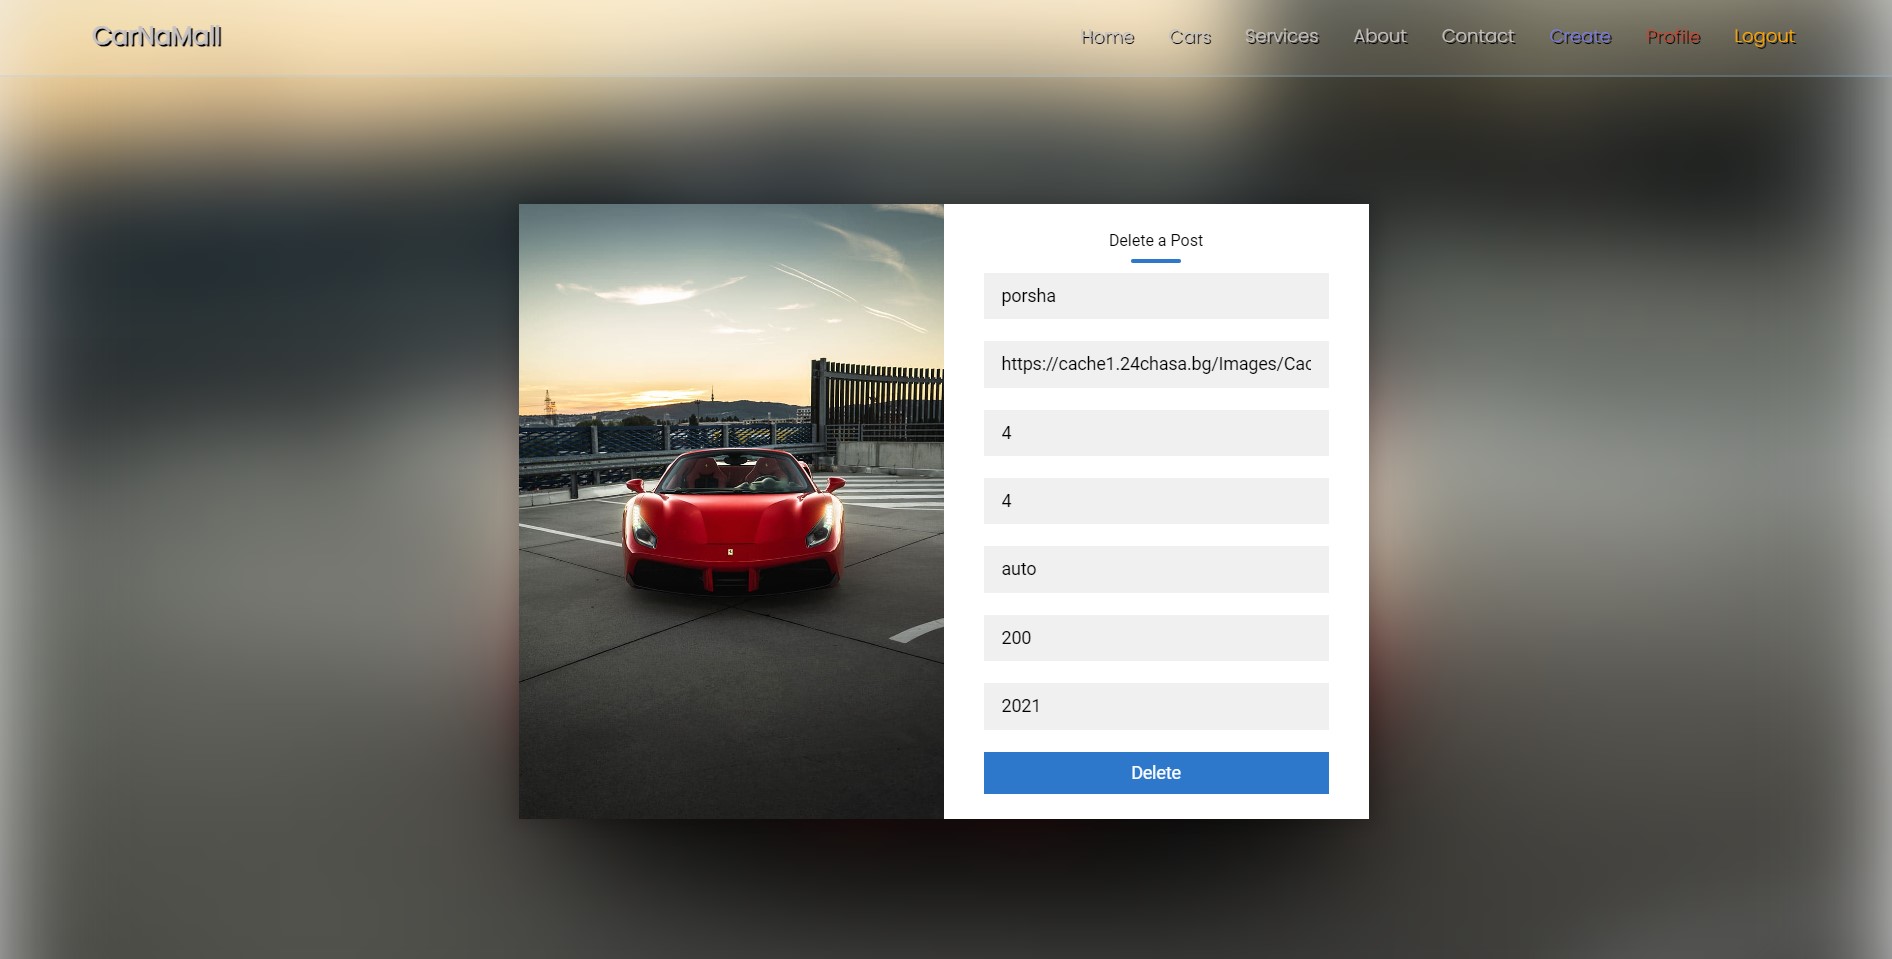 CarNaMall
Home Cars Services About Contact Create Profile Logout
Delete a Post
porsha
https://cache1.24chasa.bg/Images/Cac
4
4
auto
200
2021
Delete